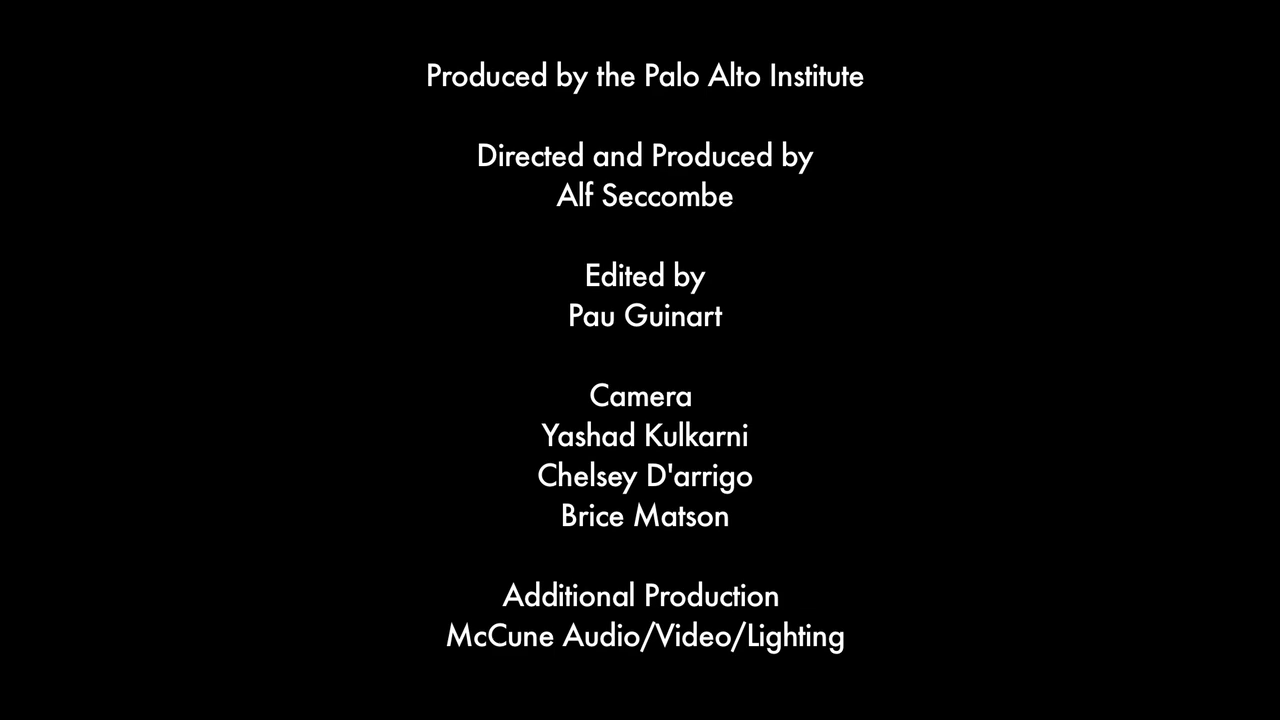 Produced by the Palo Alto Institute
Directed and Produced by
Alf Seccombe
Edited by
Pau Guinart
Camera
Yashad Kulkarni
Chelsey D'arrigo
Brice Matson
Additional Production
McCune Audio/Video/Lighting